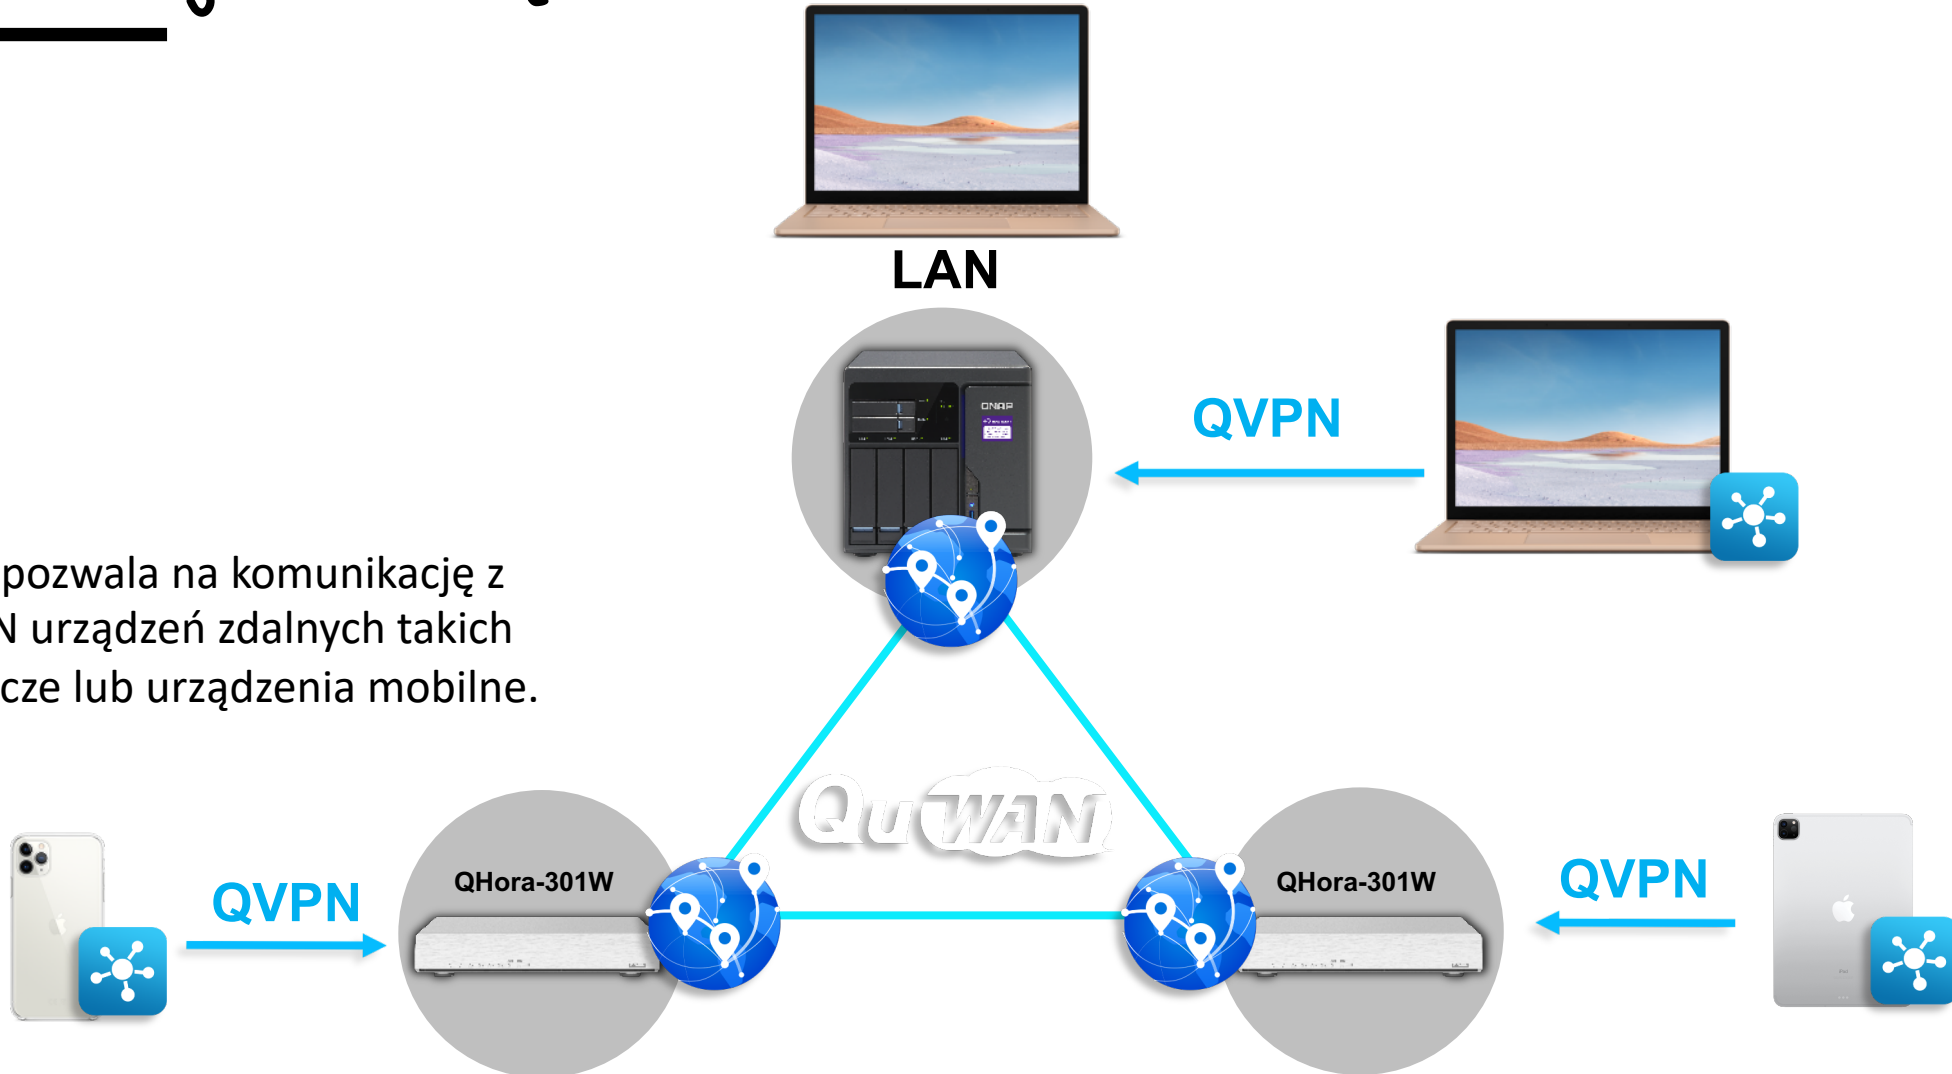 LAN
QNAP
QVPN
pozwala na komunikację z
N urządzeń zdalnych takich
cze lub urządzenia mobilne.
QuWAN
QHora-301W
QHora-301W
QVPN
QVPN